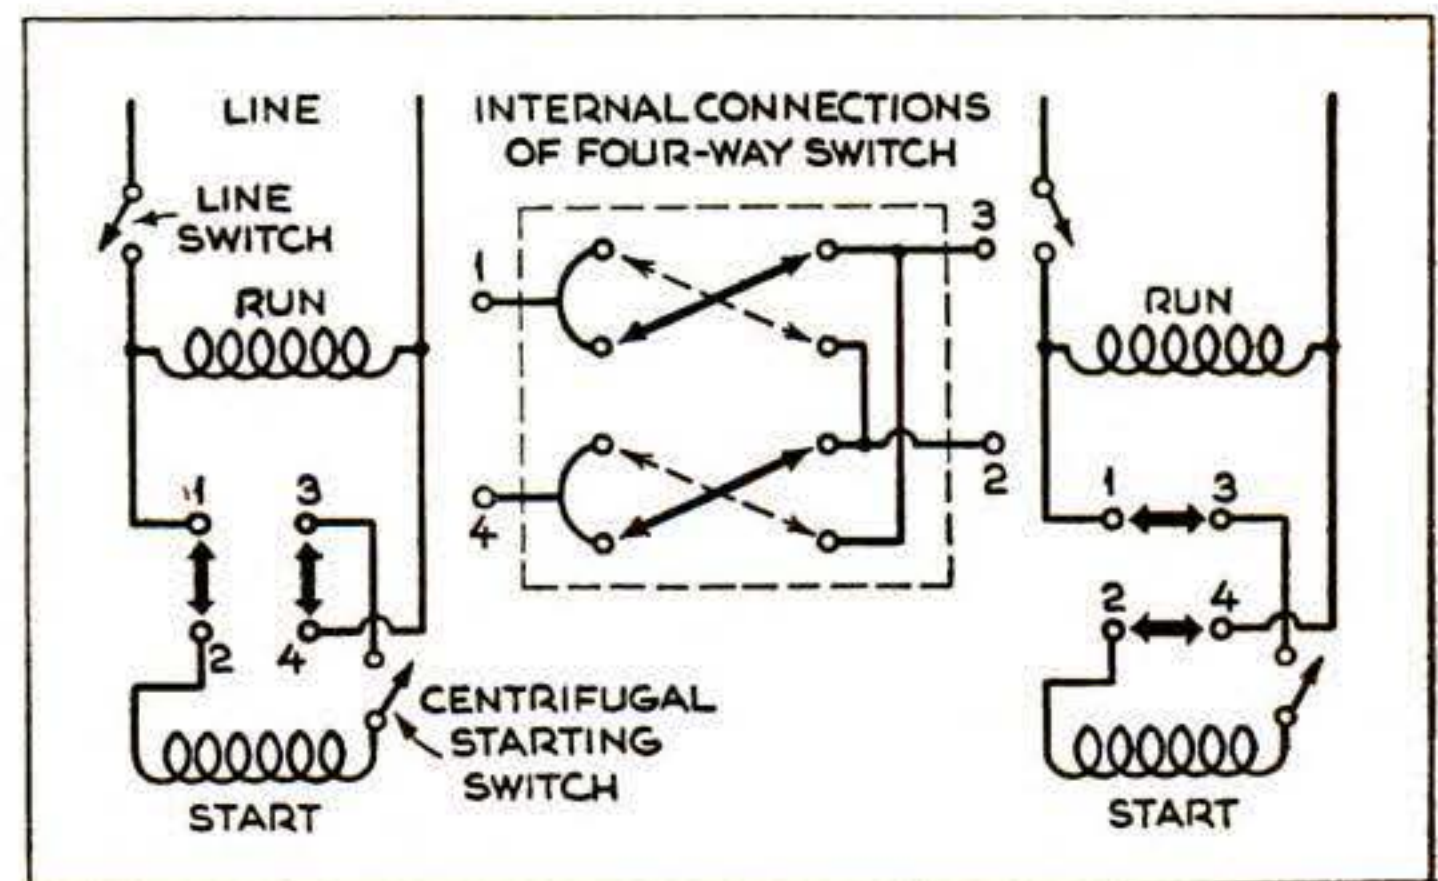 LINE
LINE
SWITCH
RUN
1
3
2
4
CENTRIFUGAL
STARTING
SWITCH
START
INTERNAL CONNECTIONS
OF FOUR-WAY SWITCH
1
3
4
2
RUN
1
3
2
4
START